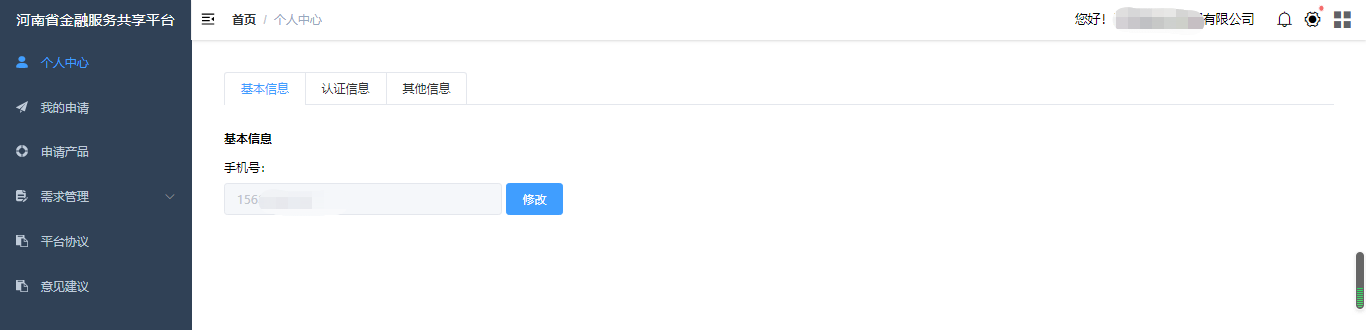 河南省金融服务共享平台
首页 / 个人中心
您好! 有限公司
个人中心
我的申请
申请产品
需求管理
平台协议
意见建议
基本信息
认证信息
其他信息
基本信息
手机号:
156
修改